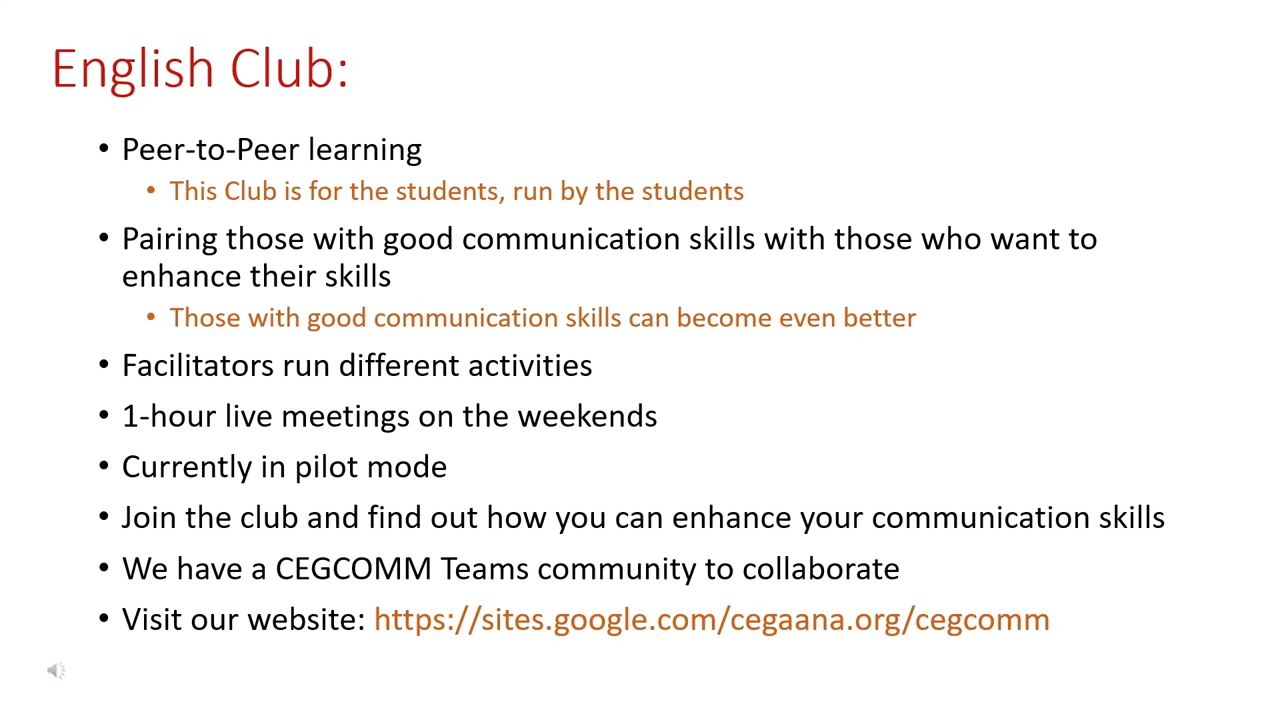 English Club:
• Peer-to-Peer learning
• This Club is for the students, run by the students
• Pairing those with good communication skills with those who want to
enhance their skills
• Those with good communication skills can become even better
• Facilitators run different activities
• 1-hour live meetings on the weekends
• Currently in pilot mode
• Join the club and find out how you can enhance your communication skills
• We have a CEGCOMM Teams community to collaborate
• Visit our website: https://sites.google.com/cegaana.org/cegcomm